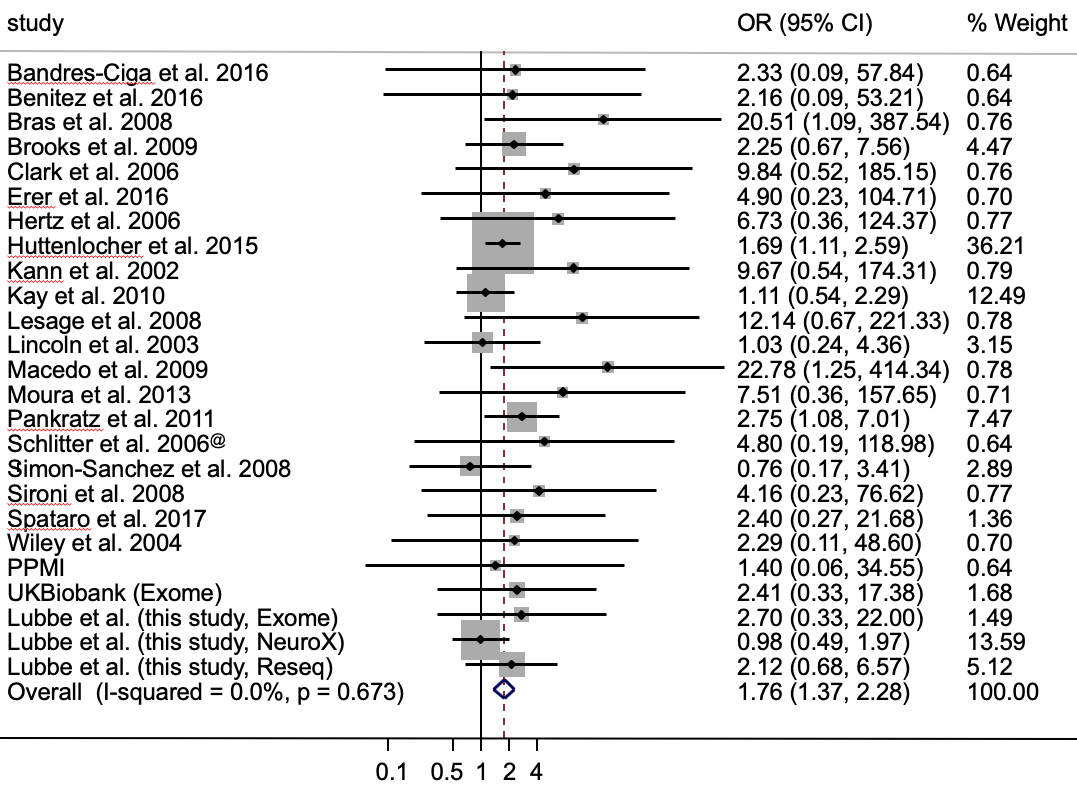 study OR (95% CI) % Weight
Bandres-Ciga et al. 2016 2.33 (0.09, 57.84) 0.64
Benitez et al. 2016 2.16 (0.09, 53.21) 0.64
Bras et al. 2008 20.51 (1.09, 387.54) 0.76
Brooks et al. 2009 2.25 (0.67, 7.56) 4.47
Clark et al. 2006 9.84 (0.52, 185.15) 0.76
Erer et al. 2016 4.90 (0.23, 104.71) 0.70
Hertz et al. 2006 6.73 (0.36, 124.37) 0.77
Huttenlocher et al. 2015 1.69 (1.11, 2.59) 36.21
Kann et al. 2002 9.67 (0.54, 174.31) 0.79
Kay et al. 2010 1.11 (0.54, 2.29) 12.49
Lesage et al. 2008 12.14 (0.67, 221.33) 0.78
Lincoln et al. 2003 1.03 (0.24, 4.36) 3.15
Macedo et al. 2009 22.78 (1.25, 414.34) 0.78
Moura et al. 2013 7.51 (0.36, 157.65) 0.71
Pankratz et al. 2011 2.75 (1.08, 7.01) 7.47
Schlitter et al. 2006@ 4.80 (0.19, 118.98) 0.64
Simon-Sanchez et al. 2008 0.76 (0.17, 3.41) 2.89
Sironi et al. 2008 4.16 (0.23, 76.62) 0.77
Spataro et al. 2017 2.40 (0.27, 21.68) 1.36
Wiley et al. 2004 2.29 (0.11, 48.60) 0.70
PPMI 1.40 (0.06, 34.55) 0.64
UKBiobank (Exome) 2.41 (0.33, 17.38) 1.68
Lubbe et al. (this study, Exome) 2.70 (0.33, 22.00) 1.49
Lubbe et al. (this study, NeuroX) 0.98 (0.49, 1.97) 13.59
Lubbe et al. (this study, Reseq) 2.12 (0.68, 6.57) 5.12
Overall (I-squared = 0.0%, p = 0.673) 1.76 (1.37, 2.28) 100.00
0.1 0.5 1 2 4